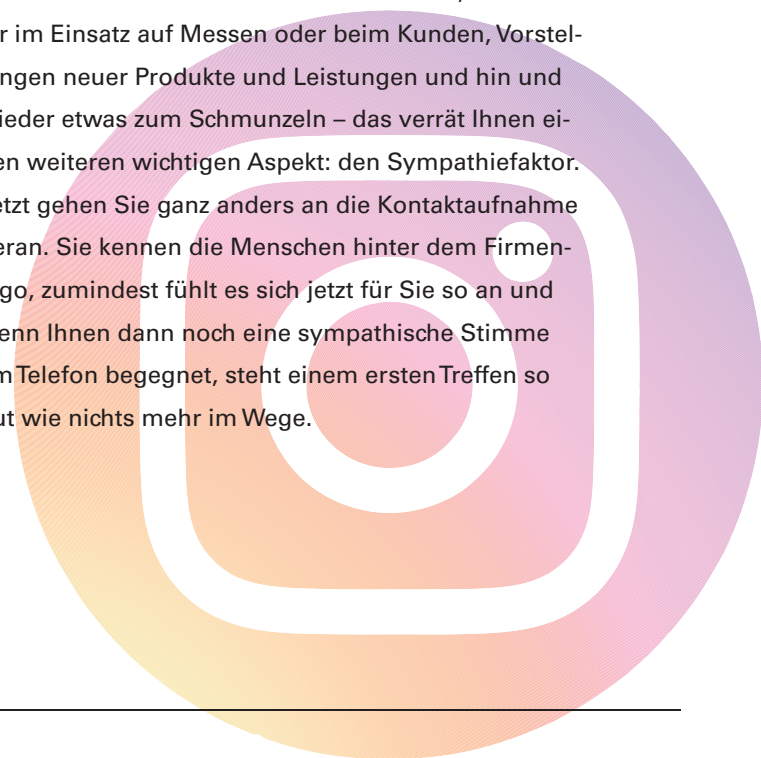 r im Einsatz auf Messen oder beim Kunden, Vorstel-
ngen neuer Produkte und Leistungen und hin und
ieder etwas zum Schmunzeln – das verrät Ihnen ei-
en weiteren wichtigen Aspekt: den Sympathiefaktor.
etzt gehen Sie ganz anders an die Kontaktaufnahme
eran. Sie kennen die Menschen hinter dem Firmen-
go, zumindest fühlt es sich jetzt für Sie so an und
enn Ihnen dann noch eine sympathische Stimme
m Telefon begegnet, steht einem ersten Treffen so
ut wie nichts mehr im Wege.